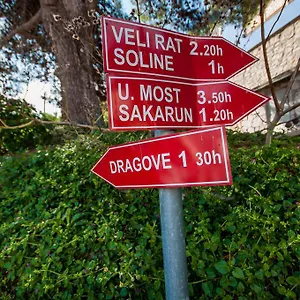 VELI RAT 2.20h
SOLINE 1h
U. MOST 3.50h
SAKARUN 1.20h
DRAGOVE 1 30h